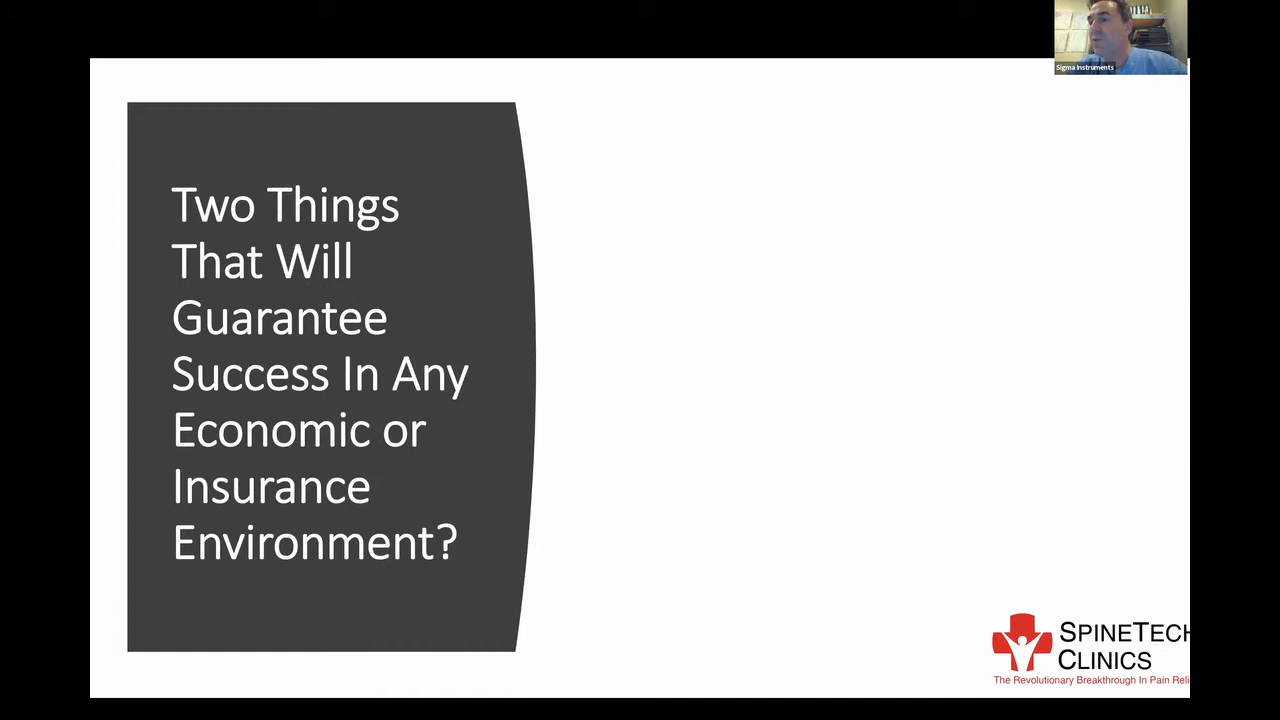 Sigma Instruments
Two Things
That Will
Guarantee
Success In Any
Economic or
Insurance
Environment?
SPINETECH
CLINICS
The Revolutionary Breakthrough In Pain Reli